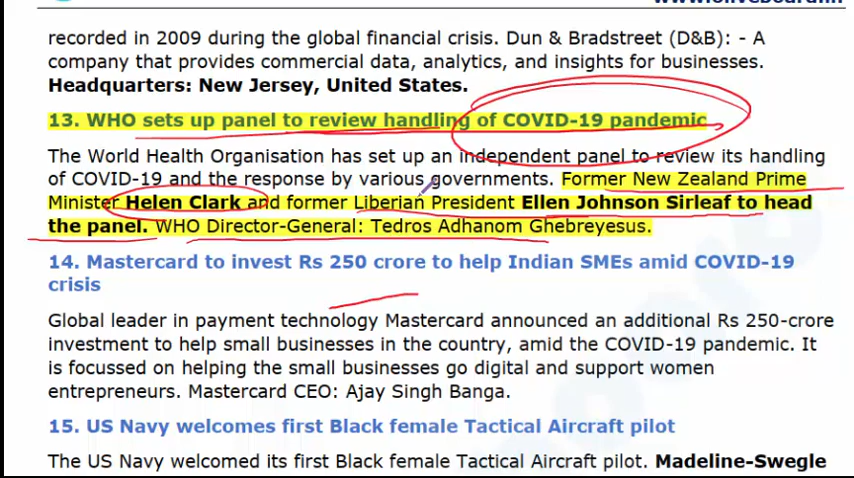 recorded in 2009 during the global financial crisis. Dun & Bradstreet (D&B): - A
company that provides commercial data, analytics, and insights for businesses.
Headquarters: New Jersey, United States.
13. WHO sets up panel to review handling of COVID-19 pandemic
The World Health Organisation has set up an independent panel to review its handling
of COVID-19 and the response by various governments. Former New Zealand Prime
Minister Helen Clark and former Liberian President Ellen Johnson Sirleaf to head
the panel. WHO Director-General: Tedros Adhanom Ghebreyesus.
14. Mastercard to invest Rs 250 crore to help Indian SMEs amid COVID-19
crisis
Global leader in payment technology Mastercard announced an additional Rs 250-crore
investment to help small businesses in the country, amid the COVID-19 pandemic. It
is focussed on helping the small businesses go digital and support women
entrepreneurs. Mastercard CEO: Ajay Singh Banga.
15. US Navy welcomes first Black female Tactical Aircraft pilot
The US Navy welcomed its first Black female Tactical Aircraft pilot. Madeline-Swegle